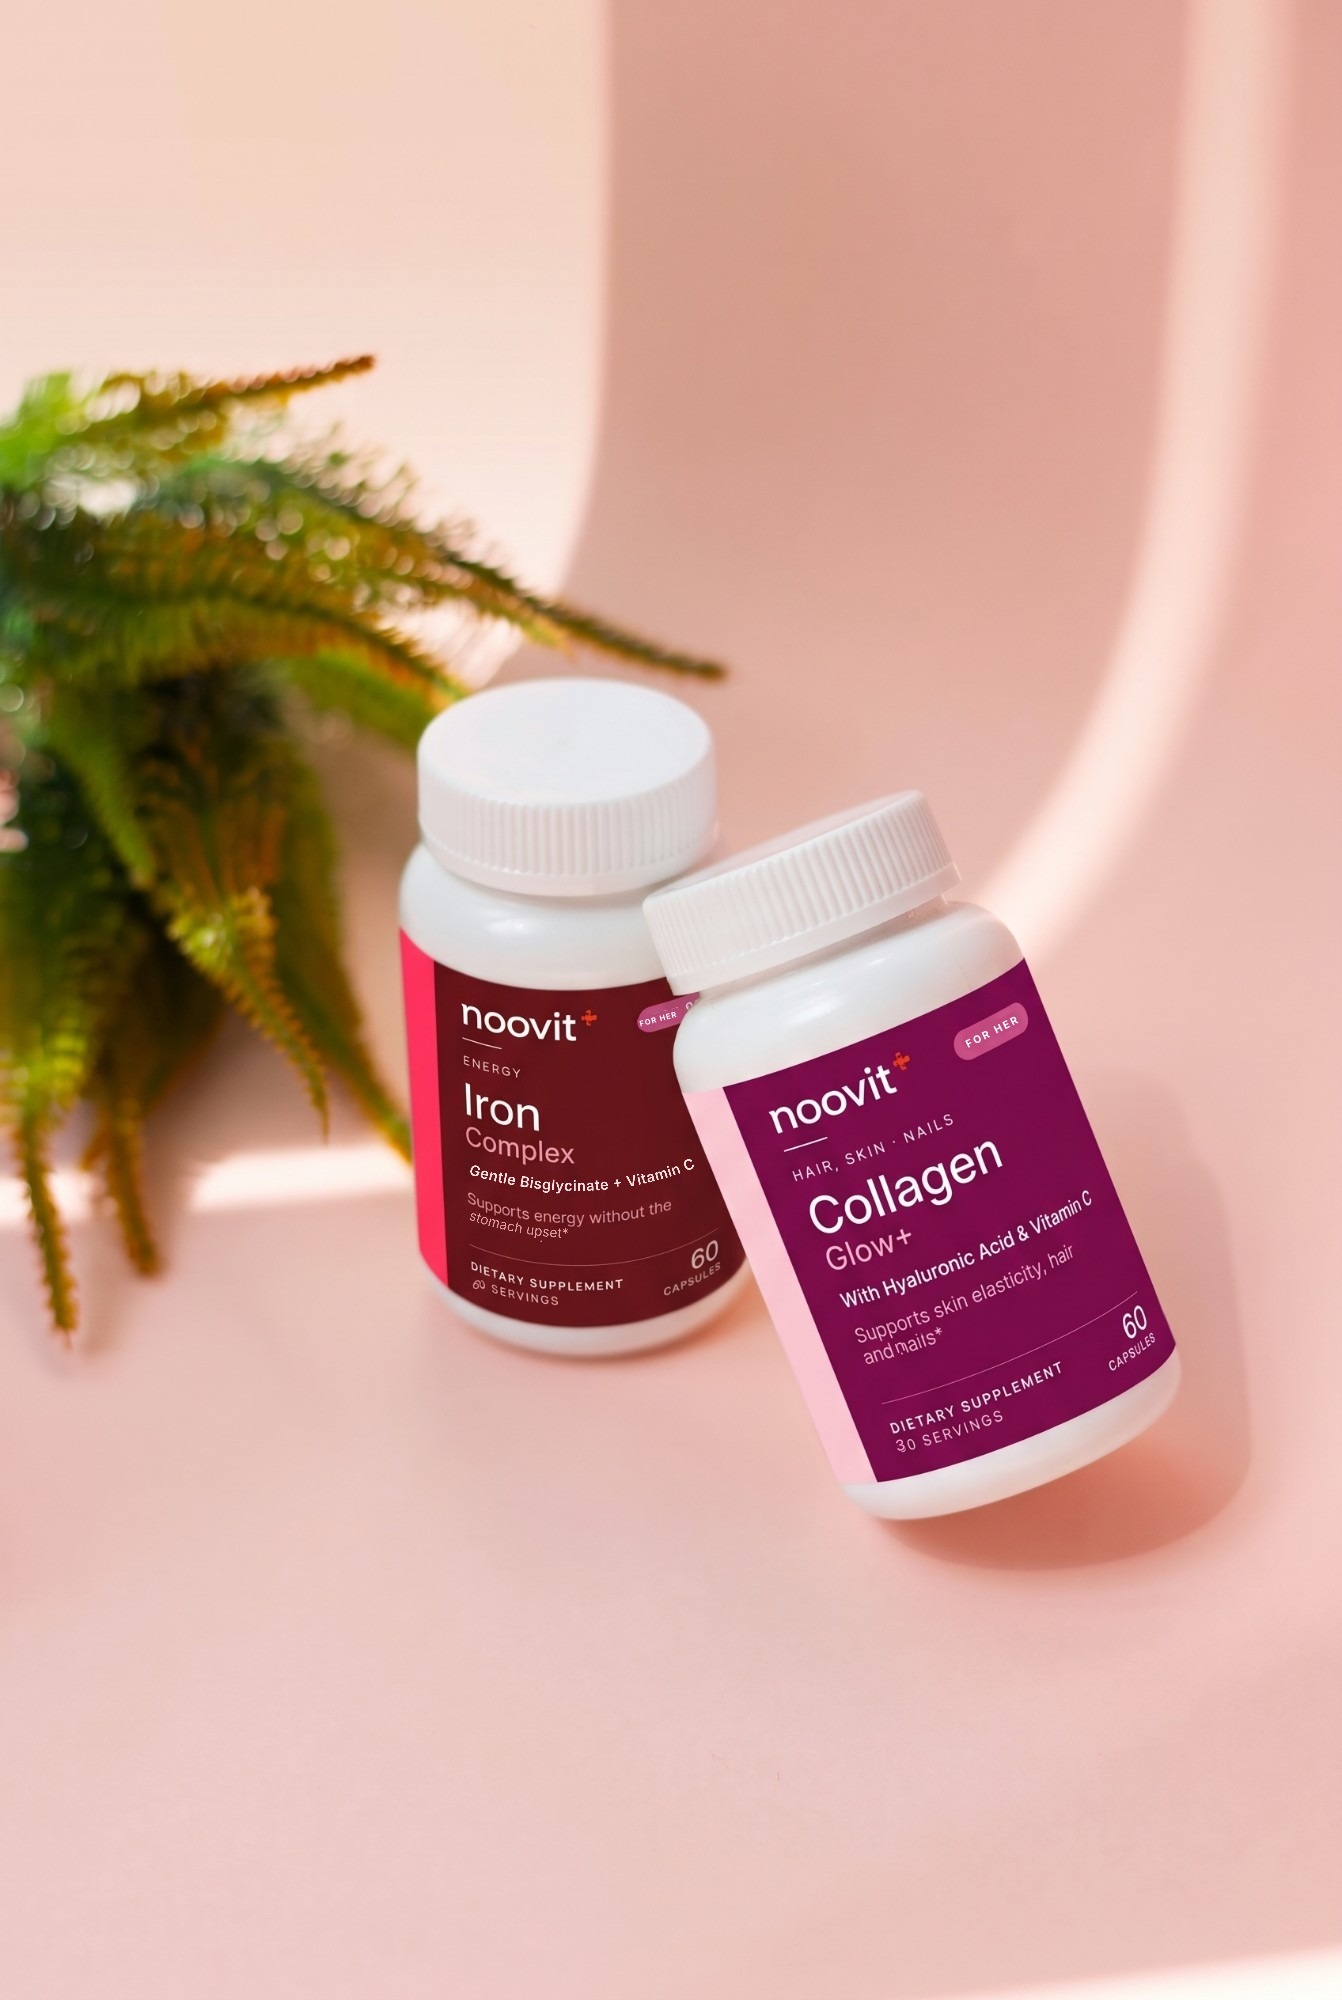 noovit+
FOR HER
ENERGY
Iron
Complex
Gentle Bisglycinate + Vitamin C
Supports energy without the
stomach upset*
DIETARY SUPPLEMENT
60 SERVINGS
60
CAPSULES
noovit+
FOR HER
HAIR, SKIN · NAILS
Collagen
Glow+
With Hyaluronic Acid & Vitamin C
Supports skin elasticity, hair
and nails*
DIETARY SUPPLEMENT
30 SERVINGS
60
CAPSULES